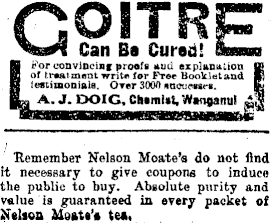 GOITRE
Can Be Cured!
For convincing proofs and explanation
of treatment write for Free Booklet and
testimonials. Over 3000 successes.
A. J. DOIG, Chemist, Wanganui
Remember Nelson Moate's do not find
it necessary to give coupons to induce
the public to buy. Absolute purity and
value is guaranteed in every packet of
Nelson Moate's tea.